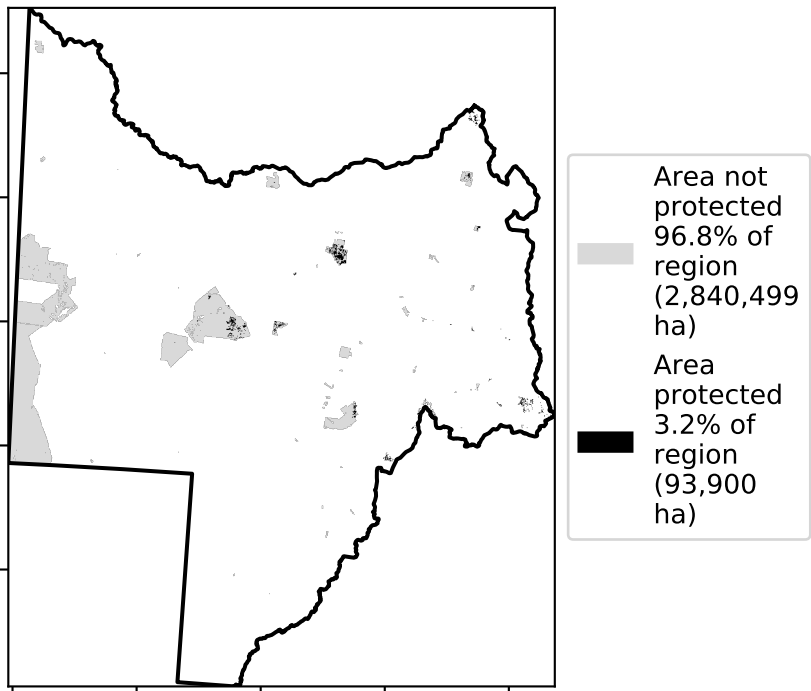 Area not
protected
96.8% of
region
(2,840,499
ha)
Area
protected
3.2% of
region
(93,900
ha)